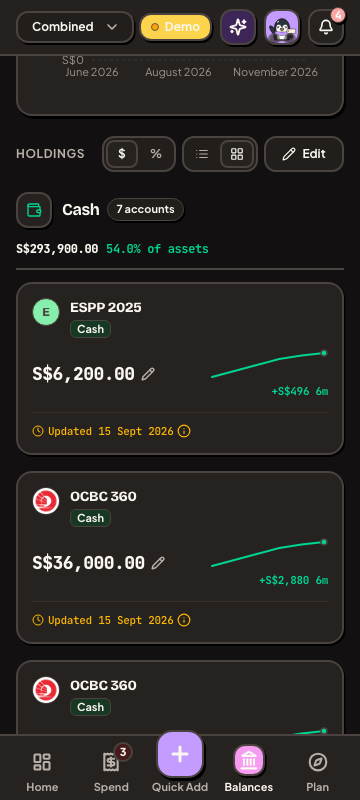 Combined
Demo
4
S$0
June 2026
August 2026
November 2026
HOLDINGS
$
%
Edit
Cash
7 accounts
S$293,900.00 54.0% of assets
E
ESPP 2025
Cash
S$6,200.00
+S$496 6m
Updated 15 Sept 2026
OCBC 360
Cash
S$36,000.00
+S$2,880 6m
Updated 15 Sept 2026
OCBC 360
Cash
3
Home
Spend
Quick Add
Balances
Plan